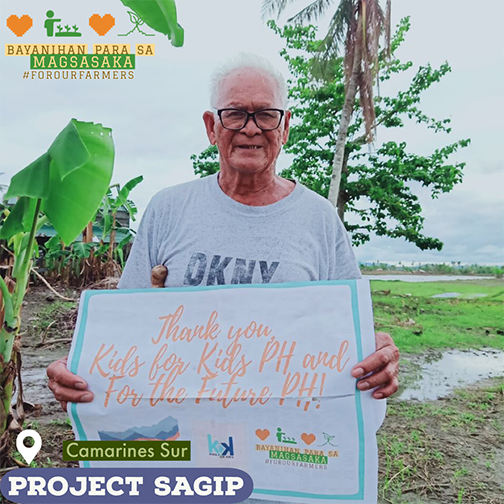 BAYANIHAN PARA SA
MAGSASAKA
#FOROURFARMERS
DKNY
Thank you,
Kids for Kids PH and
For the Future PH!
BAYANIHAN PARA SA
MAGSASAKA
#FOROURFARMERS
Camarines Sur
PROJECT SAGIP